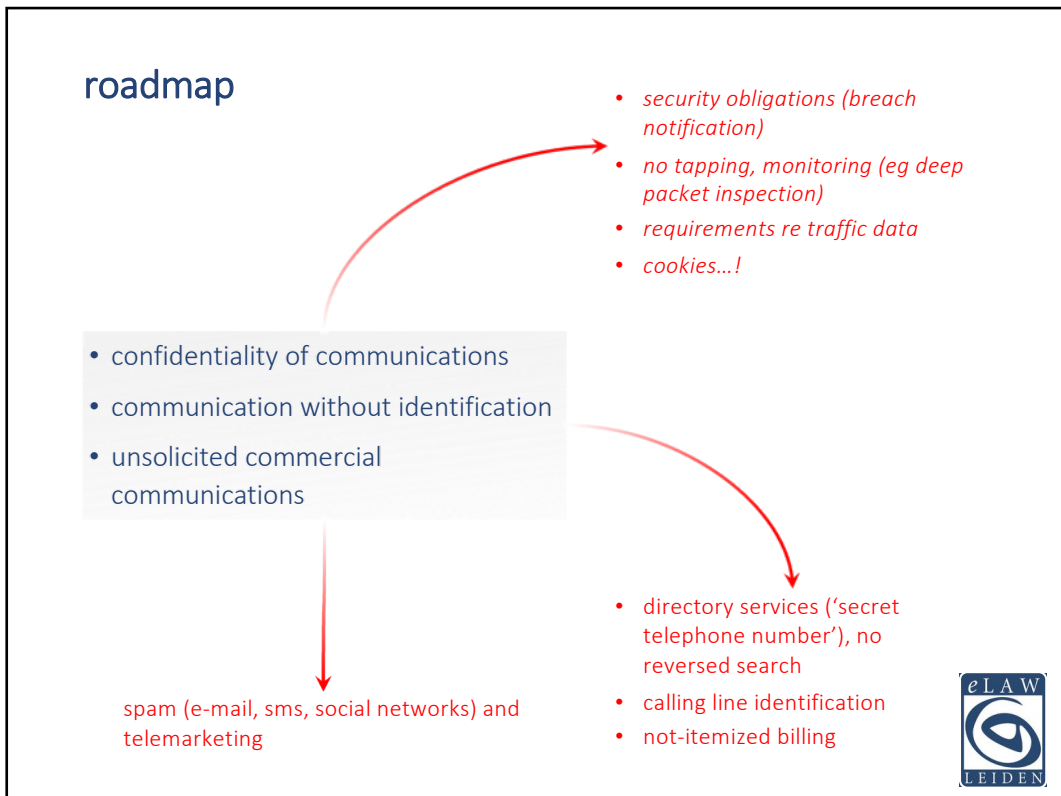 roadmap
• security obligations (breach
notification)
• no tapping, monitoring (eg deep
packet inspection)
• requirements re traffic data
• cookies...!
• confidentiality of communications
• communication without identification
• unsolicited commercial
communications
• directory services (‘secret
telephone number’), no
reversed search
• calling line identification
• not-itemized billing
spam (e-mail, sms, social networks) and
telemarketing
eLAW
LEIDEN